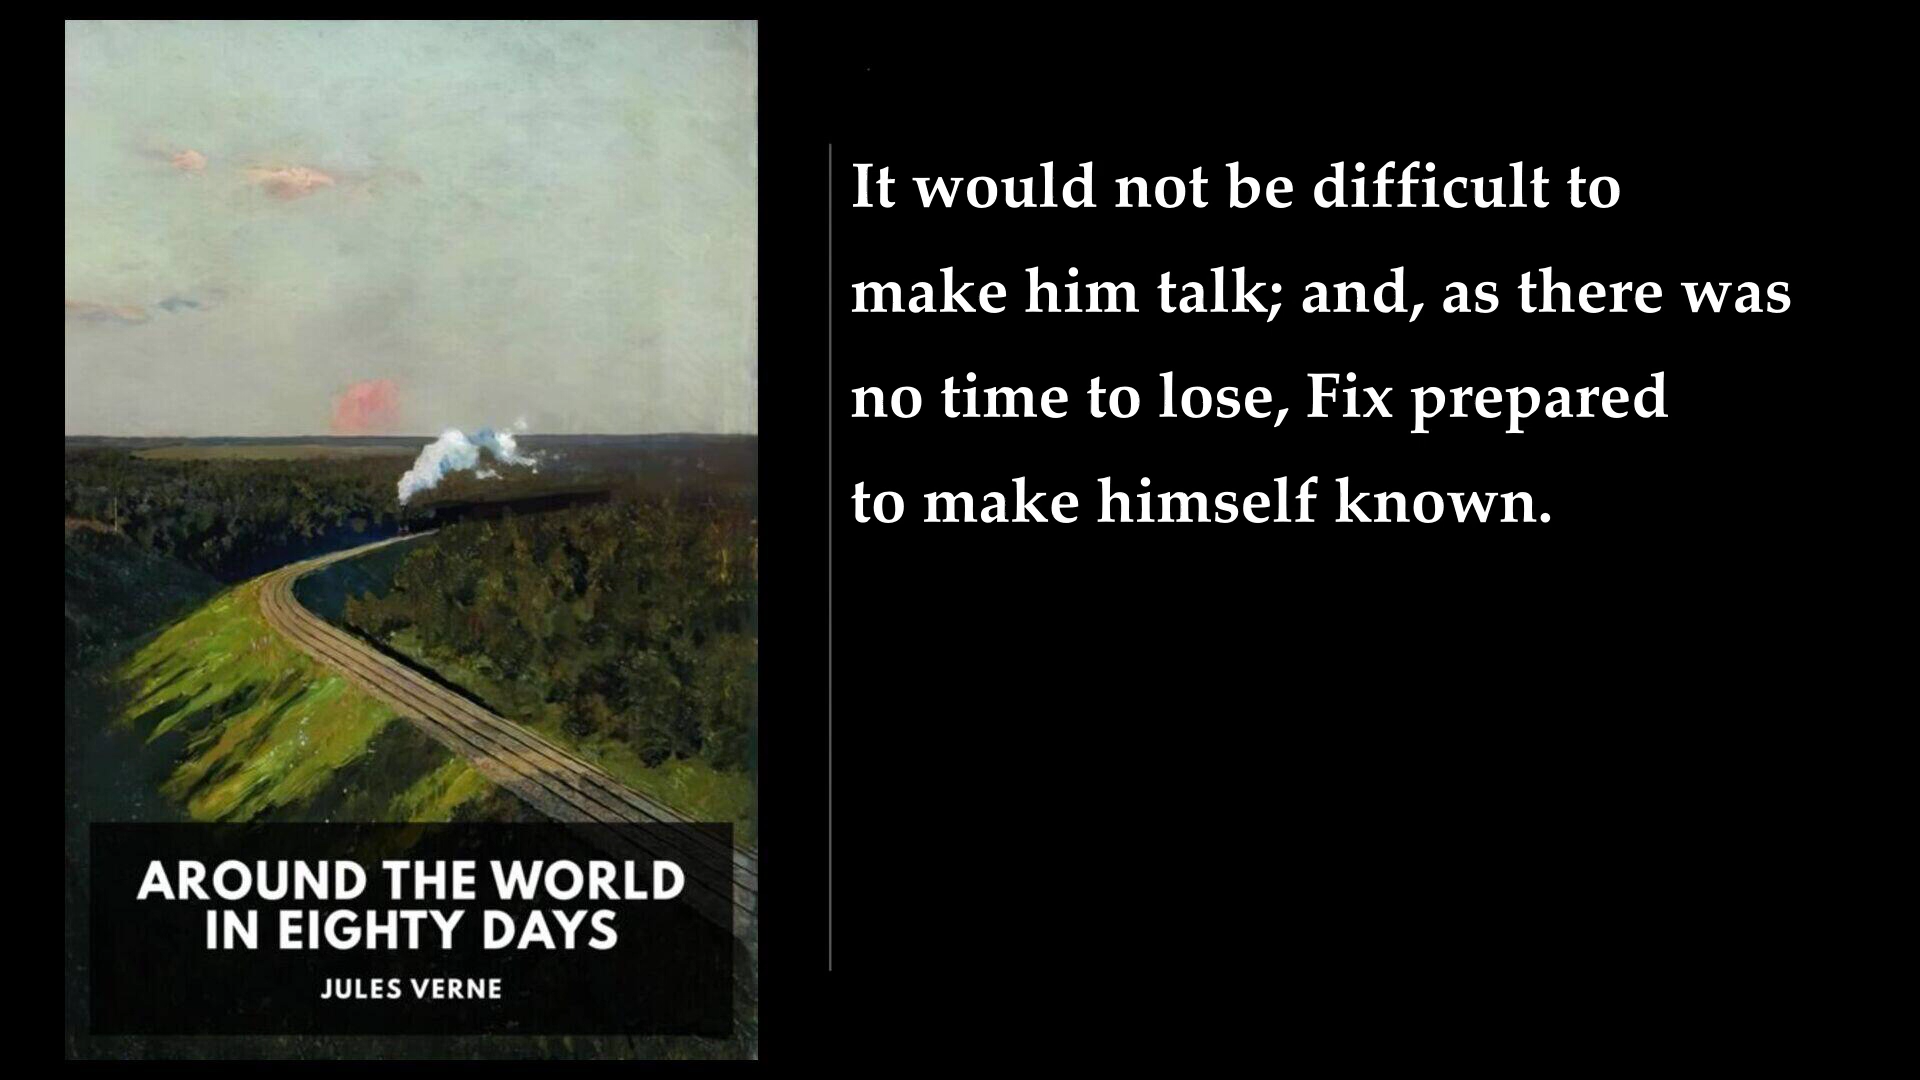 It would not be difficult to
make him talk; and, as there was
no time to lose, Fix prepared
to make himself known.
AROUND THE WORLD
IN EIGHTY DAYS
JULES VERNE